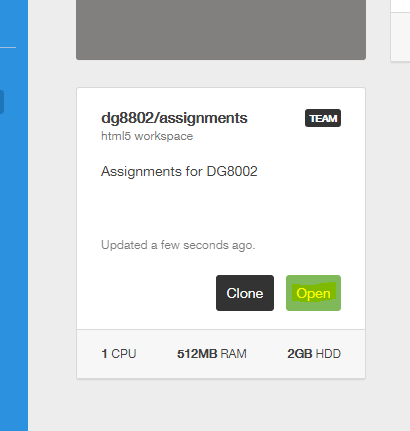 dg8802/assignments
TEAM
html5 workspace
Assignments for DG8002
Updated a few seconds ago.
Clone Open
1 CPU 512MB RAM 2GB HDD